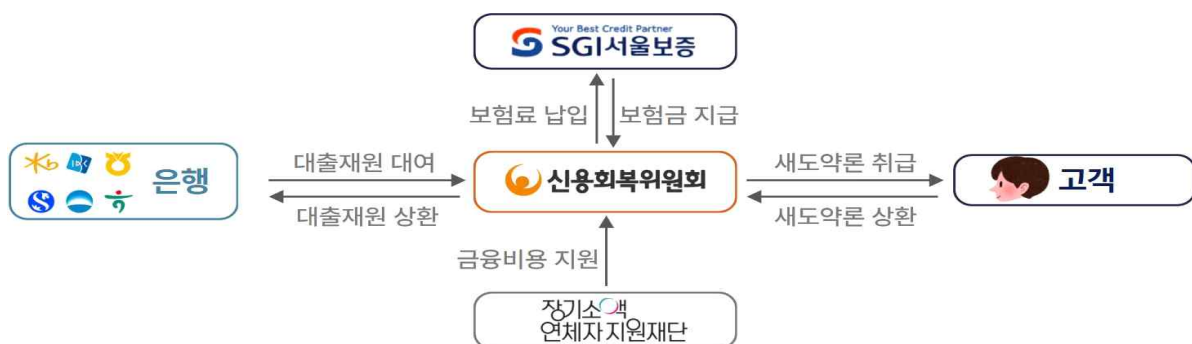 Your Best Credit Partner
SGI서울보증
보험료 납입
보험금 지급
은행
대출재원 대여
대출재원 상환
신용회복위원회
새도약론 취급
새도약론 상환
고객
금융비용 지원
장기소액
연체자지원재단